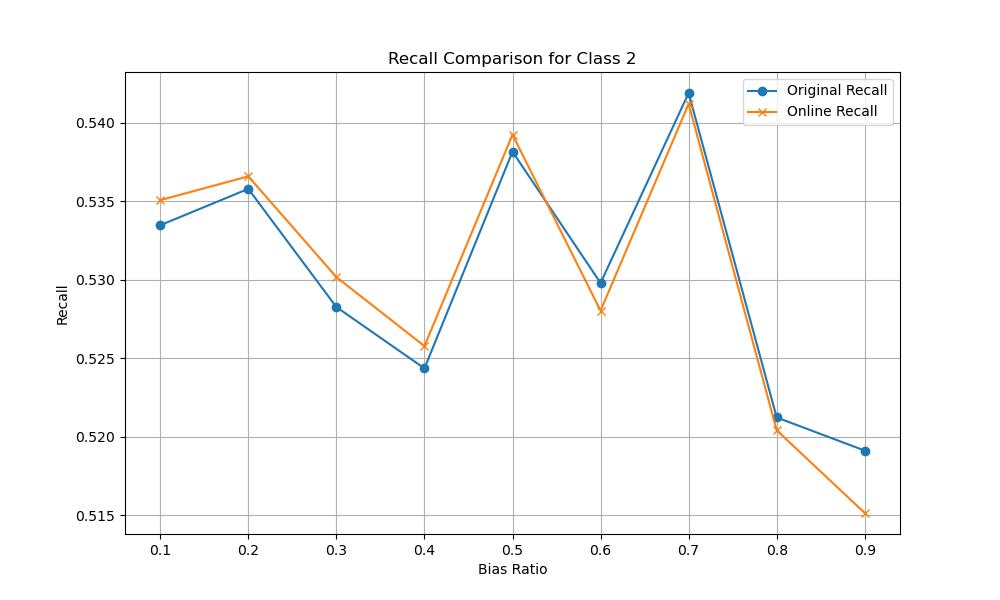 Recall Comparison for Class 2
Original Recall
Online Recall
0.540
0.535
0.530
0.525
0.520
0.515
Recall
0.1 0.2 0.3 0.4 0.5 0.6 0.7 0.8 0.9
Bias Ratio